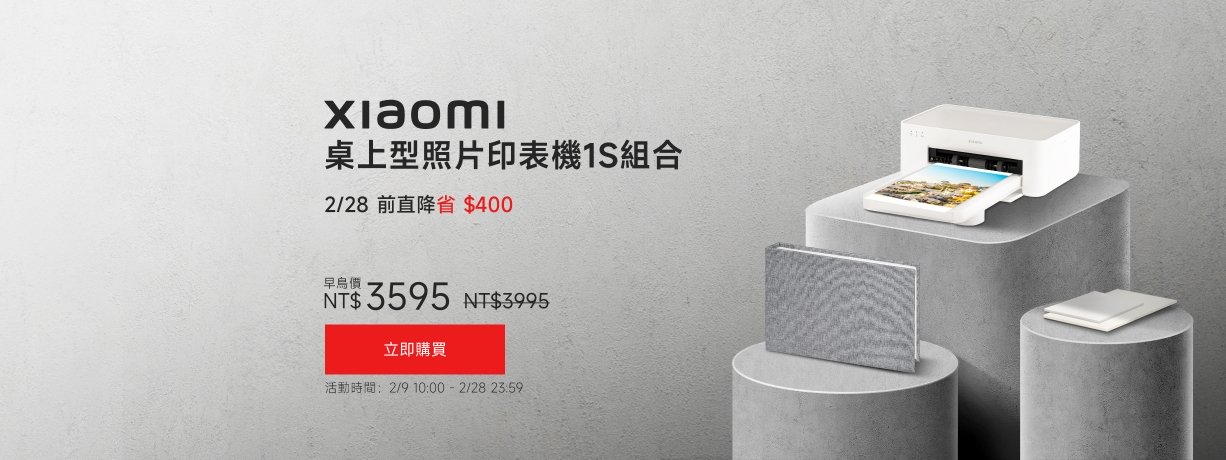 xiaomi
桌上型照片印表機1S組合
2/28 前直降省 $400
早鳥價
NT$ 3595 NT$3995
立即購買
活動時間：2/9 10:00 - 2/28 23:59
xiaomi